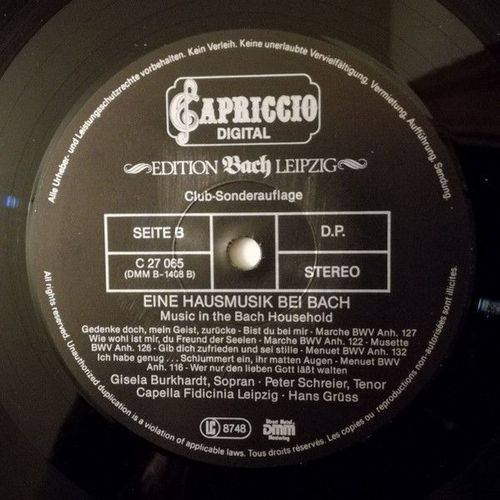 Alle Urheber- und Leistungsschutzrechte vorbehalten. Kein Verleih. Keine unerlaubte Vervielfältigung, Vermietung, Aufführung, Sendung.
CAPRICCIO
DIGITAL
EDITION Bach LEIPZIG
Club-Sonderauflage
SEITE B
D.P.
C 27 065
(DMM B-1408 B)
STEREO
EINE HAUSMUSIK BEI BACH
Music in the Bach Household
Gedenke doch, mein Geist, zurücke - Bist du bei mir - Marche BWV Anh. 127
Wie wohl ist mir, du Freund der Seelen - Marche BWV Anh. 122 - Musette
BWV Anh. 126 - Gib dich zufrieden und sei stille - Menuet BWV Anh. 132
Ich habe genug . . . Schlummert ein, ihr matten Augen - Menuet BWV
Anh. 116 - Wer nur den lieben Gott läßt walten
Gisela Burkhardt, Sopran · Peter Schreier, Tenor
Capella Fidicinia Leipzig · Hans Grüss
LC 8748
Direct Metal
DMM
Mastering
All rights reserved. Unauthorized duplication is a violation of applicable laws. Tous droits réservés. Les copies ou reproductions non-autorisées sont illicites.